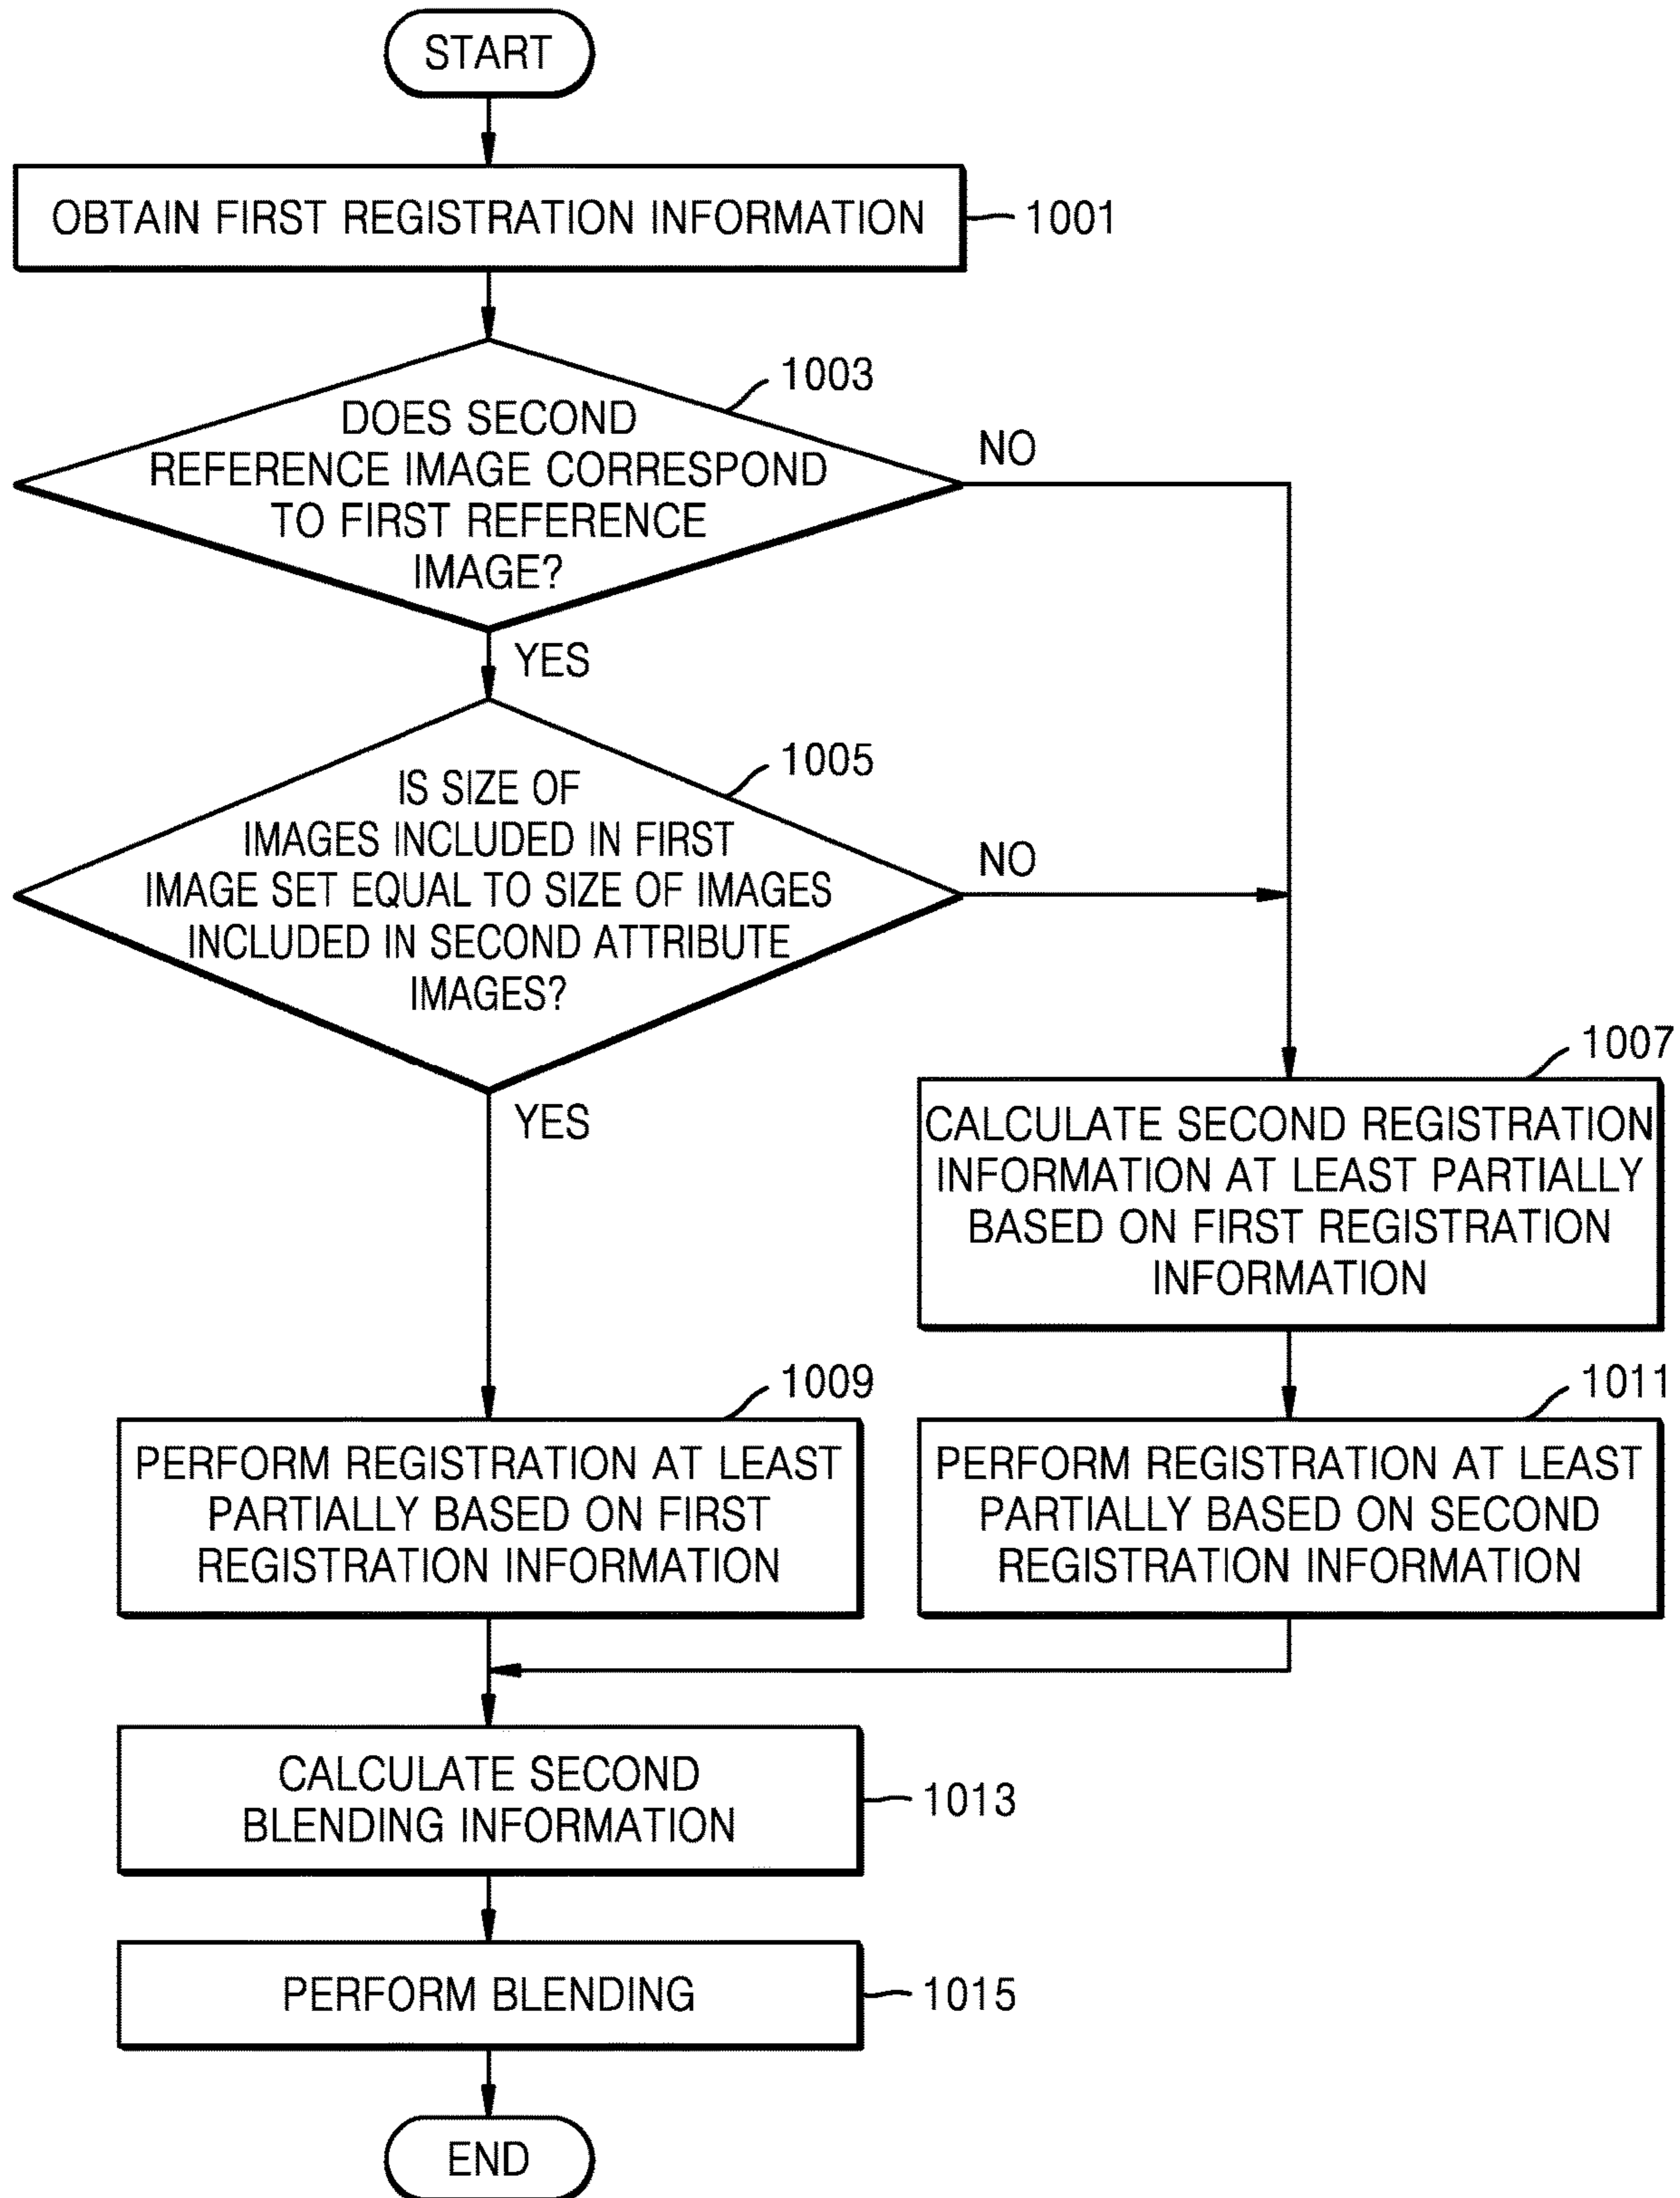 START
OBTAIN FIRST REGISTRATION INFORMATION
1001
1003
DOES SECOND
REFERENCE IMAGE CORRESPOND
TO FIRST REFERENCE
IMAGE?
NO
YES
1005
IS SIZE OF
IMAGES INCLUDED IN FIRST
IMAGE SET EQUAL TO SIZE OF IMAGES
INCLUDED IN SECOND ATTRIBUTE
IMAGES?
NO
YES
1007
CALCULATE SECOND REGISTRATION
INFORMATION AT LEAST PARTIALLY
BASED ON FIRST REGISTRATION
INFORMATION
1009
PERFORM REGISTRATION AT LEAST
PARTIALLY BASED ON FIRST
REGISTRATION INFORMATION
1011
PERFORM REGISTRATION AT LEAST
PARTIALLY BASED ON SECOND
REGISTRATION INFORMATION
CALCULATE SECOND
BLENDING INFORMATION
1013
PERFORM BLENDING
1015
END